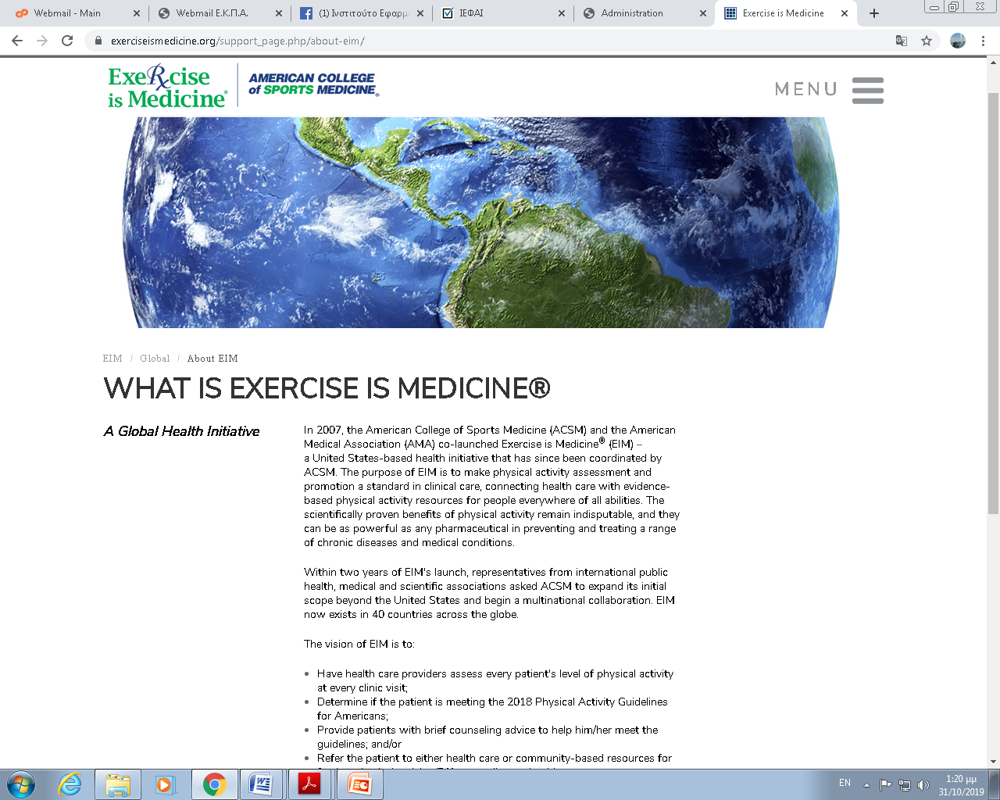 Webmail - Main
Webmail Ε.Κ.Π.Α.
(1) Ινστιτούτο Εφαρμ
ΙΕΦΑΙ
Administration
Exercise is Medicine
exerciseismedicine.org/support_page.php/about-eim/
ExeRcise
is Medicine®
AMERICAN COLLEGE
of SPORTS MEDICINE®
MENU
EIM / Global / About EIM
WHAT IS EXERCISE IS MEDICINE®
A Global Health Initiative
In 2007, the American College of Sports Medicine (ACSM) and the American
Medical Association (AMA) co-launched Exercise is Medicine® (EIM) –
a United States-based health initiative that has since been coordinated by
ACSM. The purpose of EIM is to make physical activity assessment and
promotion a standard in clinical care, connecting health care with evidence-
based physical activity resources for people everywhere of all abilities. The
scientifically proven benefits of physical activity remain indisputable, and they
can be as powerful as any pharmaceutical in preventing and treating a range
of chronic diseases and medical conditions.
Within two years of EIM's launch, representatives from international public
health, medical and scientific associations asked ACSM to expand its initial
scope beyond the United States and begin a multinational collaboration. EIM
now exists in 40 countries across the globe.
The vision of EIM is to:
• Have health care providers assess every patient's level of physical activity
at every clinic visit;
• Determine if the patient is meeting the 2018 Physical Activity Guidelines
for Americans;
• Provide patients with brief counseling advice to help him/her meet the
guidelines; and/or
• Refer the patient to either health care or community-based resources for
EN
1:20 μμ
31/10/2019